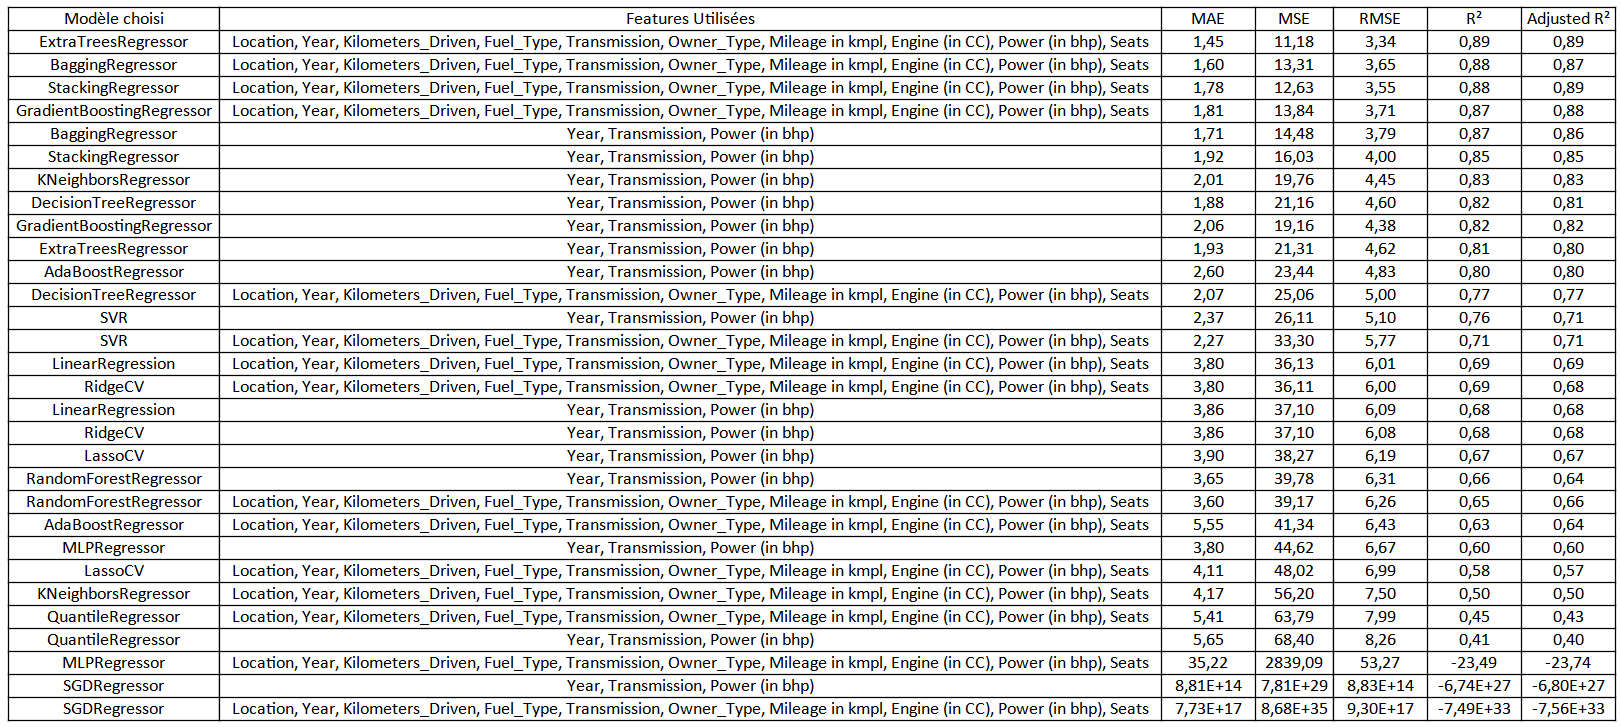 Modèle choisi Features Utilisées MAE MSE RMSE R² Adjusted R²
ExtraTreesRegressor Location, Year, Kilometers_Driven, Fuel_Type, Transmission, Owner_Type, Mileage in kmpl, Engine (in CC), Power (in bhp), Seats 1,45 11,18 3,34 0,89 0,89
BaggingRegressor Location, Year, Kilometers_Driven, Fuel_Type, Transmission, Owner_Type, Mileage in kmpl, Engine (in CC), Power (in bhp), Seats 1,60 13,31 3,65 0,88 0,87
StackingRegressor Location, Year, Kilometers_Driven, Fuel_Type, Transmission, Owner_Type, Mileage in kmpl, Engine (in CC), Power (in bhp), Seats 1,78 12,63 3,55 0,88 0,89
GradientBoostingRegressor Location, Year, Kilometers_Driven, Fuel_Type, Transmission, Owner_Type, Mileage in kmpl, Engine (in CC), Power (in bhp), Seats 1,81 13,84 3,71 0,87 0,88
BaggingRegressor Year, Transmission, Power (in bhp) 1,71 14,48 3,79 0,87 0,86
StackingRegressor Year, Transmission, Power (in bhp) 1,92 16,03 4,00 0,85 0,85
KNeighborsRegressor Year, Transmission, Power (in bhp) 2,01 19,76 4,45 0,83 0,83
DecisionTreeRegressor Year, Transmission, Power (in bhp) 1,88 21,16 4,60 0,82 0,81
GradientBoostingRegressor Year, Transmission, Power (in bhp) 2,06 19,16 4,38 0,82 0,82
ExtraTreesRegressor Year, Transmission, Power (in bhp) 1,93 21,31 4,62 0,81 0,80
AdaBoostRegressor Year, Transmission, Power (in bhp) 2,60 23,44 4,83 0,80 0,80
DecisionTreeRegressor Location, Year, Kilometers_Driven, Fuel_Type, Transmission, Owner_Type, Mileage in kmpl, Engine (in CC), Power (in bhp), Seats 2,07 25,06 5,00 0,77 0,77
SVR Year, Transmission, Power (in bhp) 2,37 26,11 5,10 0,76 0,71
SVR Location, Year, Kilometers_Driven, Fuel_Type, Transmission, Owner_Type, Mileage in kmpl, Engine (in CC), Power (in bhp), Seats 2,27 33,30 5,77 0,71 0,71
LinearRegression Location, Year, Kilometers_Driven, Fuel_Type, Transmission, Owner_Type, Mileage in kmpl, Engine (in CC), Power (in bhp), Seats 3,80 36,13 6,01 0,69 0,69
RidgeCV Location, Year, Kilometers_Driven, Fuel_Type, Transmission, Owner_Type, Mileage in kmpl, Engine (in CC), Power (in bhp), Seats 3,80 36,11 6,00 0,69 0,68
LinearRegression Year, Transmission, Power (in bhp) 3,86 37,10 6,09 0,68 0,68
RidgeCV Year, Transmission, Power (in bhp) 3,86 37,10 6,08 0,68 0,68
LassoCV Year, Transmission, Power (in bhp) 3,90 38,27 6,19 0,67 0,67
RandomForestRegressor Year, Transmission, Power (in bhp) 3,65 39,78 6,31 0,66 0,64
RandomForestRegressor Location, Year, Kilometers_Driven, Fuel_Type, Transmission, Owner_Type, Mileage in kmpl, Engine (in CC), Power (in bhp), Seats 3,60 39,17 6,26 0,65 0,66
AdaBoostRegressor Location, Year, Kilometers_Driven, Fuel_Type, Transmission, Owner_Type, Mileage in kmpl, Engine (in CC), Power (in bhp), Seats 5,55 41,34 6,43 0,63 0,64
MLPRegressor Year, Transmission, Power (in bhp) 3,80 44,62 6,67 0,60 0,60
LassoCV Location, Year, Kilometers_Driven, Fuel_Type, Transmission, Owner_Type, Mileage in kmpl, Engine (in CC), Power (in bhp), Seats 4,11 48,02 6,99 0,58 0,57
KNeighborsRegressor Location, Year, Kilometers_Driven, Fuel_Type, Transmission, Owner_Type, Mileage in kmpl, Engine (in CC), Power (in bhp), Seats 4,17 56,20 7,50 0,50 0,50
QuantileRegressor Location, Year, Kilometers_Driven, Fuel_Type, Transmission, Owner_Type, Mileage in kmpl, Engine (in CC), Power (in bhp), Seats 5,41 63,79 7,99 0,45 0,43
QuantileRegressor Year, Transmission, Power (in bhp) 5,65 68,40 8,26 0,41 0,40
MLPRegressor Location, Year, Kilometers_Driven, Fuel_Type, Transmission, Owner_Type, Mileage in kmpl, Engine (in CC), Power (in bhp), Seats 35,22 2839,09 53,27 -23,49 -23,74
SGDRegressor Year, Transmission, Power (in bhp) 8,81E+14 7,81E+29 8,83E+14 -6,74E+27 -6,80E+27
SGDRegressor Location, Year, Kilometers_Driven, Fuel_Type, Transmission, Owner_Type, Mileage in kmpl, Engine (in CC), Power (in bhp), Seats 7,73E+17 8,68E+35 9,30E+17 -7,49E+33 -7,56E+33